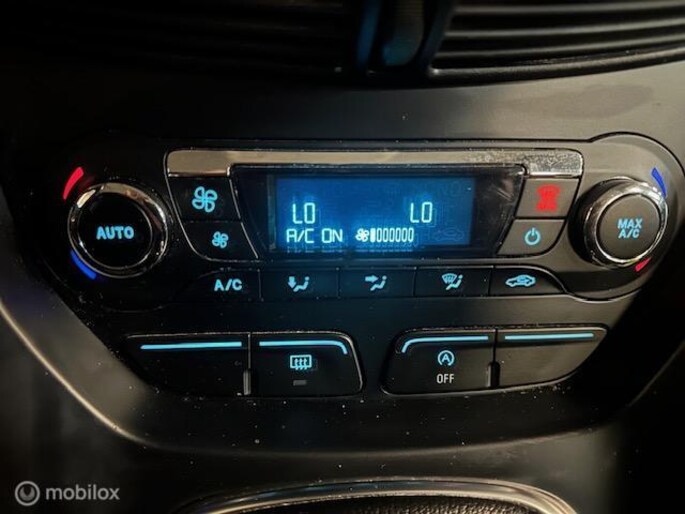 LO LO
A/C ON
AUTO
MAX
A/C
A/C
A
OFF
mobilox